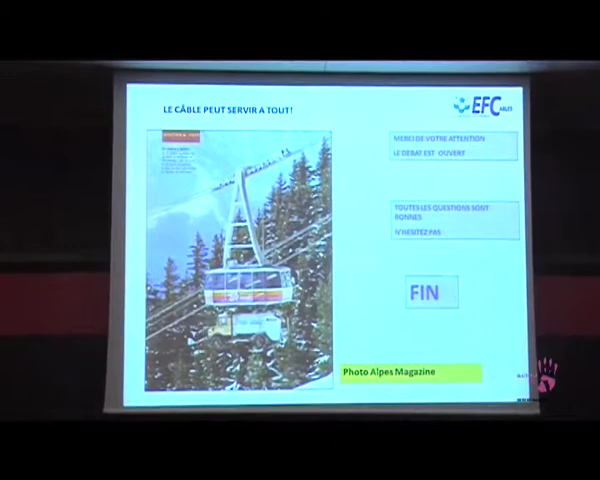 LE CÂBLE PEUT SERVIR A TOUT!
EFC ABLES
MERCI DE VOTRE ATTENTION
LE DEBAT EST OUVERT
TOUTES LES QUESTIONS SONT
BONNES
N'HESITEZ PAS
FIN
Photo Alpes Magazine